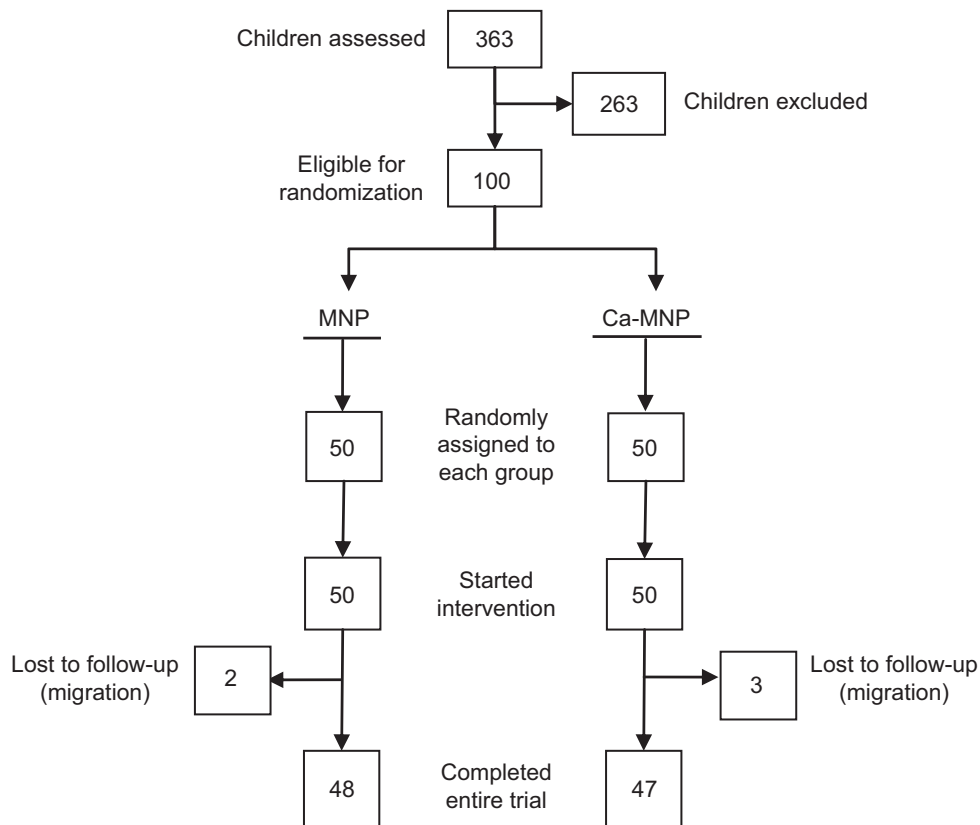 Children assessed
363
263
Children excluded
Eligible for
randomization
100
MNP
Ca-MNP
50
Randomly
assigned to
each group
50
50
Started
intervention
50
Lost to follow-up
(migration)
2
3
Lost to follow-up
(migration)
48
Completed
entire trial
47